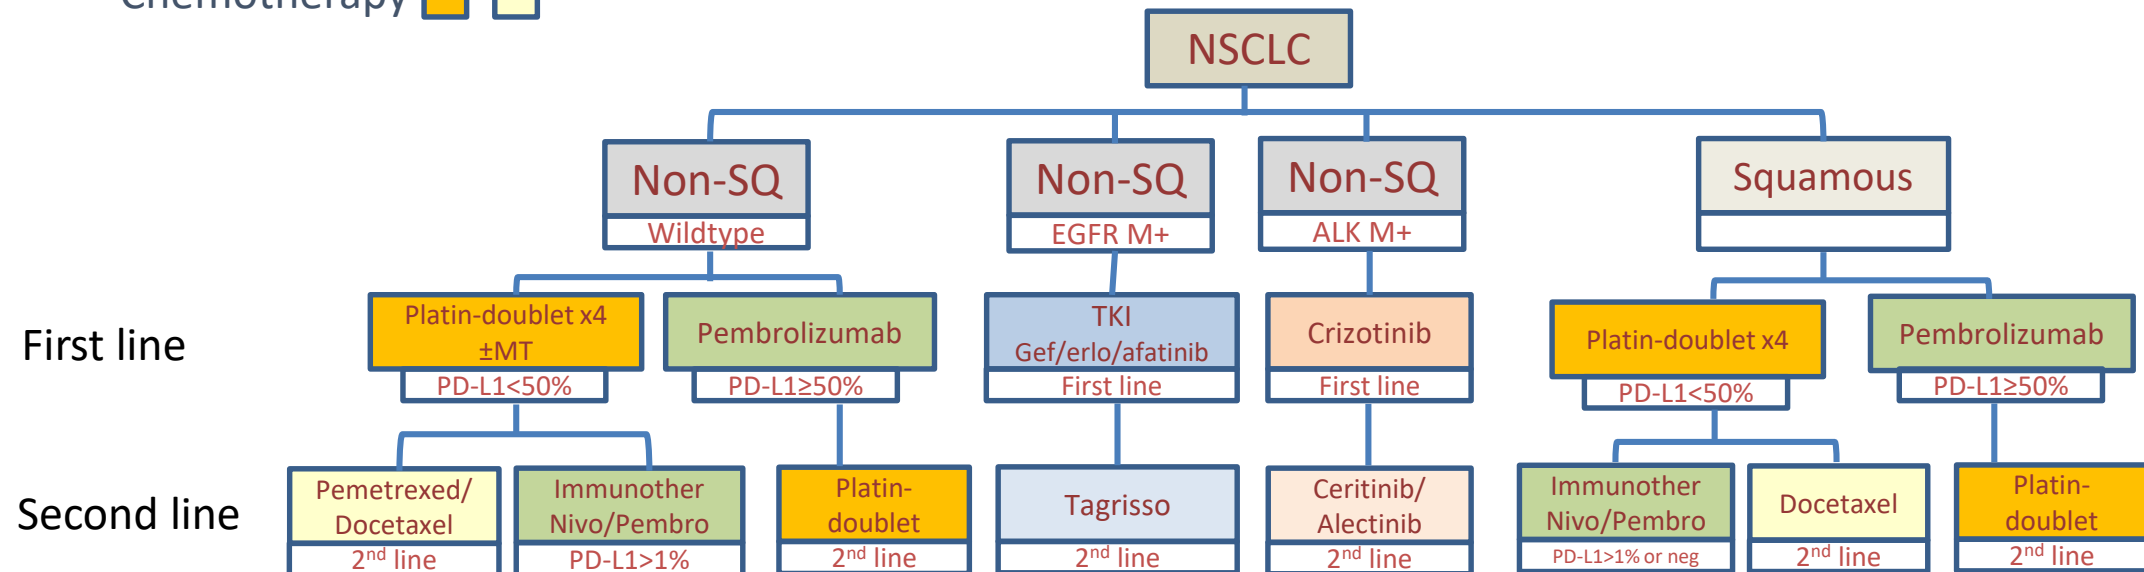 Chemotherapy
NSCLC
Non-SQ
Wildtype
Non-SQ
EGFR M+
Non-SQ
ALK M+
Squamous
First line
Platin-doublet x4
±MT
PD-L1<50%
Pembrolizumab
PD-L1≥50%
TKI
Gef/erlo/afatinib
First line
Crizotinib
First line
Platin-doublet x4
PD-L1<50%
Pembrolizumab
PD-L1≥50%
Second line
Pemetrexed/
Docetaxel
2nd line
Immunother
Nivo/Pembro
PD-L1>1%
Platin-
doublet
2nd line
Tagrisso
2nd line
Ceritinib/
Alectinib
2nd line
Immunother
Nivo/Pembro
PD-L1>1% or neg
Docetaxel
2nd line
Platin-
doublet
2nd line